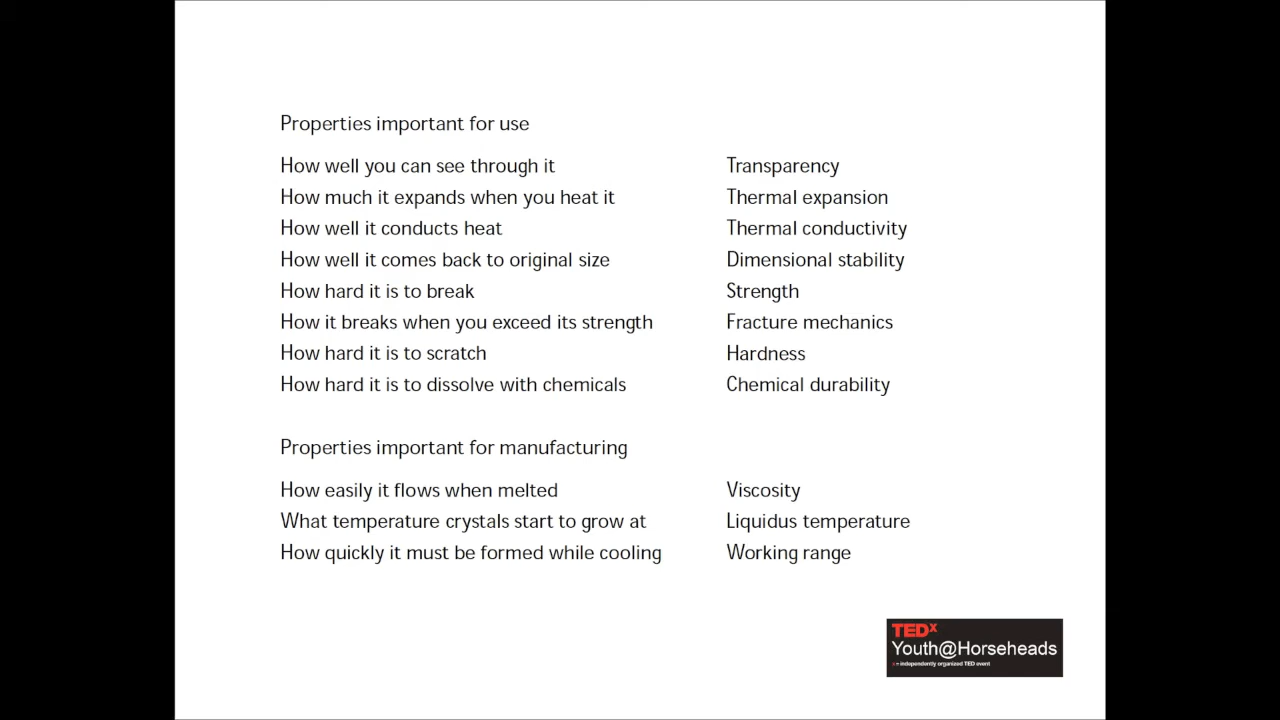 Properties important for use
How well you can see through it Transparency
How much it expands when you heat it Thermal expansion
How well it conducts heat Thermal conductivity
How well it comes back to original size Dimensional stability
How hard it is to break Strength
How it breaks when you exceed its strength Fracture mechanics
How hard it is to scratch Hardness
How hard it is to dissolve with chemicals Chemical durability
Properties important for manufacturing
How easily it flows when melted Viscosity
What temperature crystals start to grow at Liquidus temperature
How quickly it must be formed while cooling Working range
TEDx
Youth@Horseheads
x = independently organized TED event